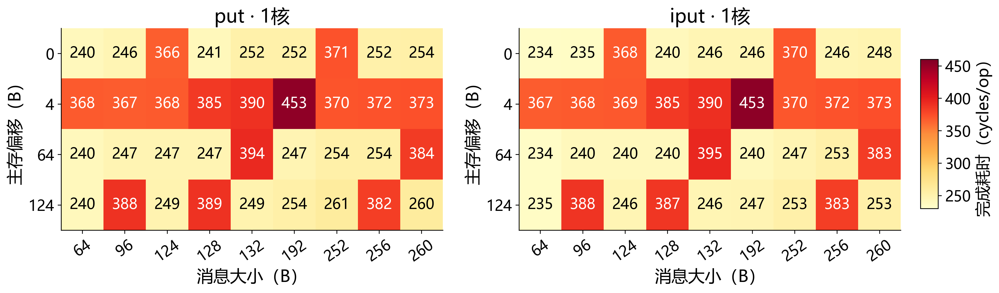 put · 1核
0 240 246 366 241 252 252 371 252 254
4 368 367 368 385 390 453 370 372 373
64 240 247 247 247 394 247 254 254 384
124 240 388 249 389 249 254 261 382 260
64 96 124 128 132 192 252 256 260
消息大小（B）
主存偏移（B）
iput · 1核
0 234 235 368 240 246 246 370 246 248
4 367 368 369 385 390 453 370 372 373
64 234 240 240 240 395 240 247 253 383
124 235 388 246 387 246 247 253 383 253
64 96 124 128 132 192 252 256 260
消息大小（B）
主存偏移（B）
450
400
350
300
250
完成耗时（cycles/op）